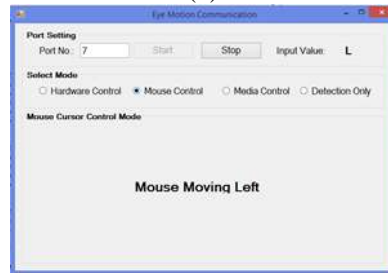 Eye Motion Communication
Port Setting
Port No.: 7 Start Stop Input Value: L
Select Mode
Hardware Control Mouse Control Media Control Detection Only
Mouse Cursor Control Mode
Mouse Moving Left